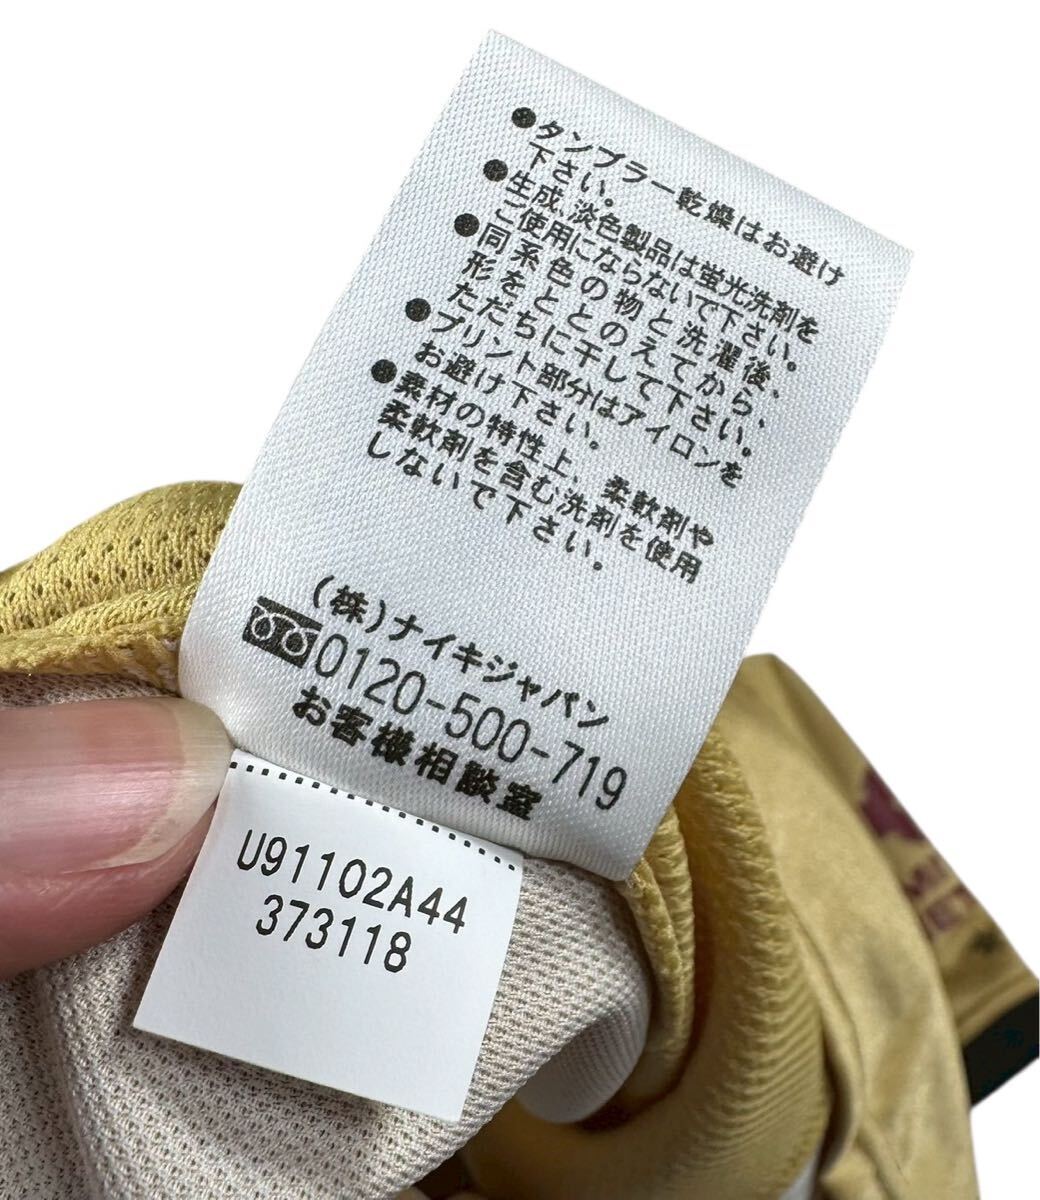 ●タンブラー乾燥はお避け
下さい。
●生成、淡色製品は蛍光洗剤を
ご使用にならないで下さい。
●同系色の物と洗濯後、
形をととのえてから、
ただちに干して下さい。
●プリント部分はアイロンを
お避け下さい。
●素材の特性上、柔軟剤や
柔軟剤を含む洗剤を使用
しないで下さい。
(株)ナイキジャパン
0120-500-719
お客様相談室
U91102A44
373118